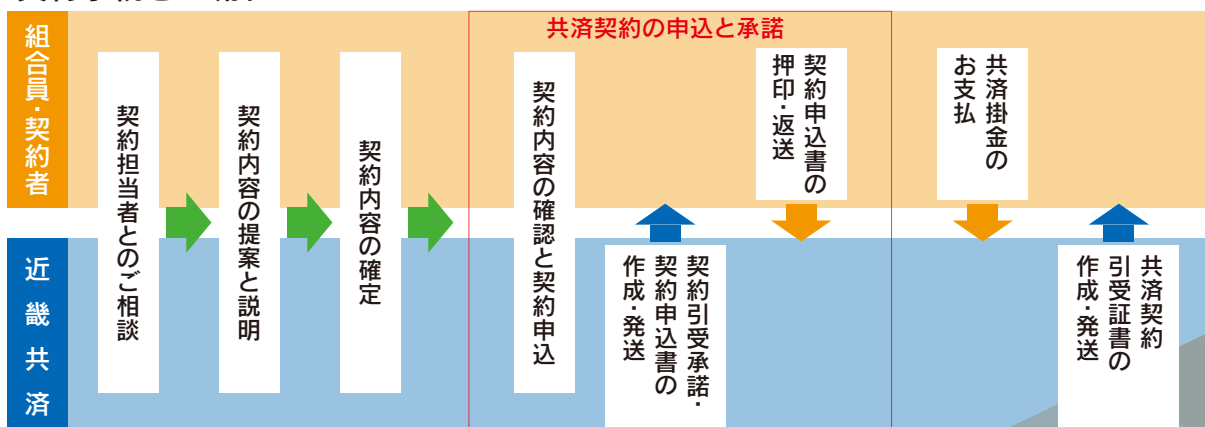 共済契約の申込と承諾
組合員・契約者
近畿共済
契約担当者とのご相談
契約内容の提案と説明
契約内容の確定
契約内容の確認と契約申込
契約引受承諾・
契約申込書の
作成・発送
契約申込書の
押印・返送
共済掛金の
お支払
共済契約
引受証書の
作成・発送